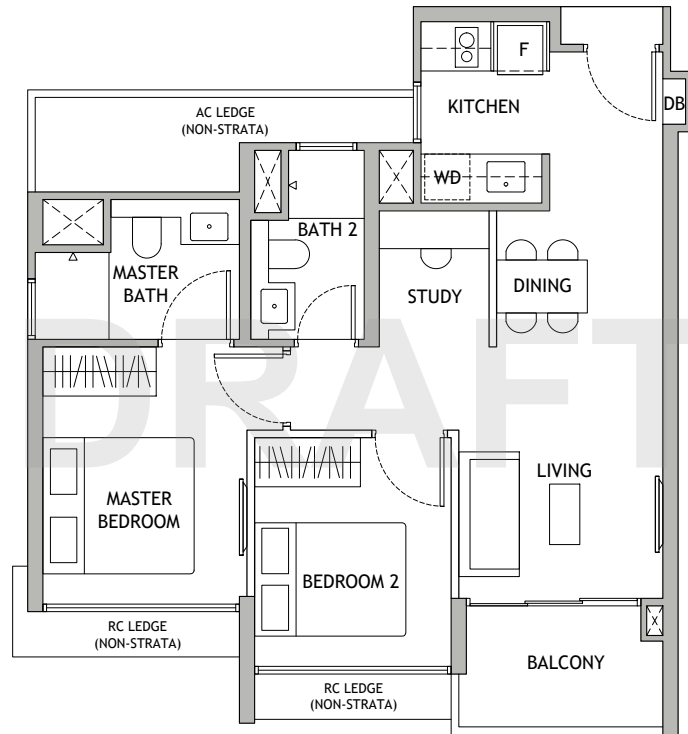 F
KITCHEN
DB
AC LEDGE
(NON-STRATA)
WD
BATH 2
MASTER
BATH
STUDY
DINING
DRAFT
LIVING
MASTER
BEDROOM
BEDROOM 2
RC LEDGE
(NON-STRATA)
BALCONY
RC LEDGE
(NON-STRATA)